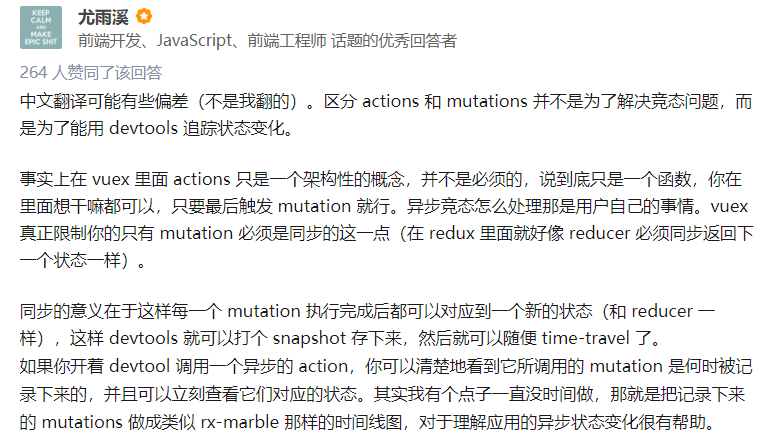 KEEP
CALM
AND
MAKE
EPIC SHIT
尤雨溪
前端开发、JavaScript、前端工程师 话题的优秀回答者
264 人赞同了该回答
中文翻译可能有些偏差（不是我翻的）。区分 actions 和 mutations 并不是为了解决竞态问题，而
是为了能用 devtools 追踪状态变化。
事实上在 vuex 里面 actions 只是一个架构性的概念，并不是必须的，说到底只是一个函数，你在
里面想干嘛都可以，只要最后触发 mutation 就行。异步竞态怎么处理那是用户自己的事情。vuex
真正限制你的只有 mutation 必须是同步的这一点（在 redux 里面就好像 reducer 必须同步返回下
一个状态一样）。
同步的意义在于这样每一个 mutation 执行完成后都可以对应到一个新的状态（和 reducer 一
样），这样 devtools 就可以打个 snapshot 存下来，然后就可以随便 time-travel 了。
如果你开着 devtool 调用一个异步的 action，你可以清楚地看到它所调用的 mutation 是何时被记
录下来的，并且可以立刻查看它们对应的状态。其实我有个点子一直没时间做，那就是把记录下来
的 mutations 做成类似 rx-marble 那样的时间线图，对于理解应用的异步状态变化很有帮助。